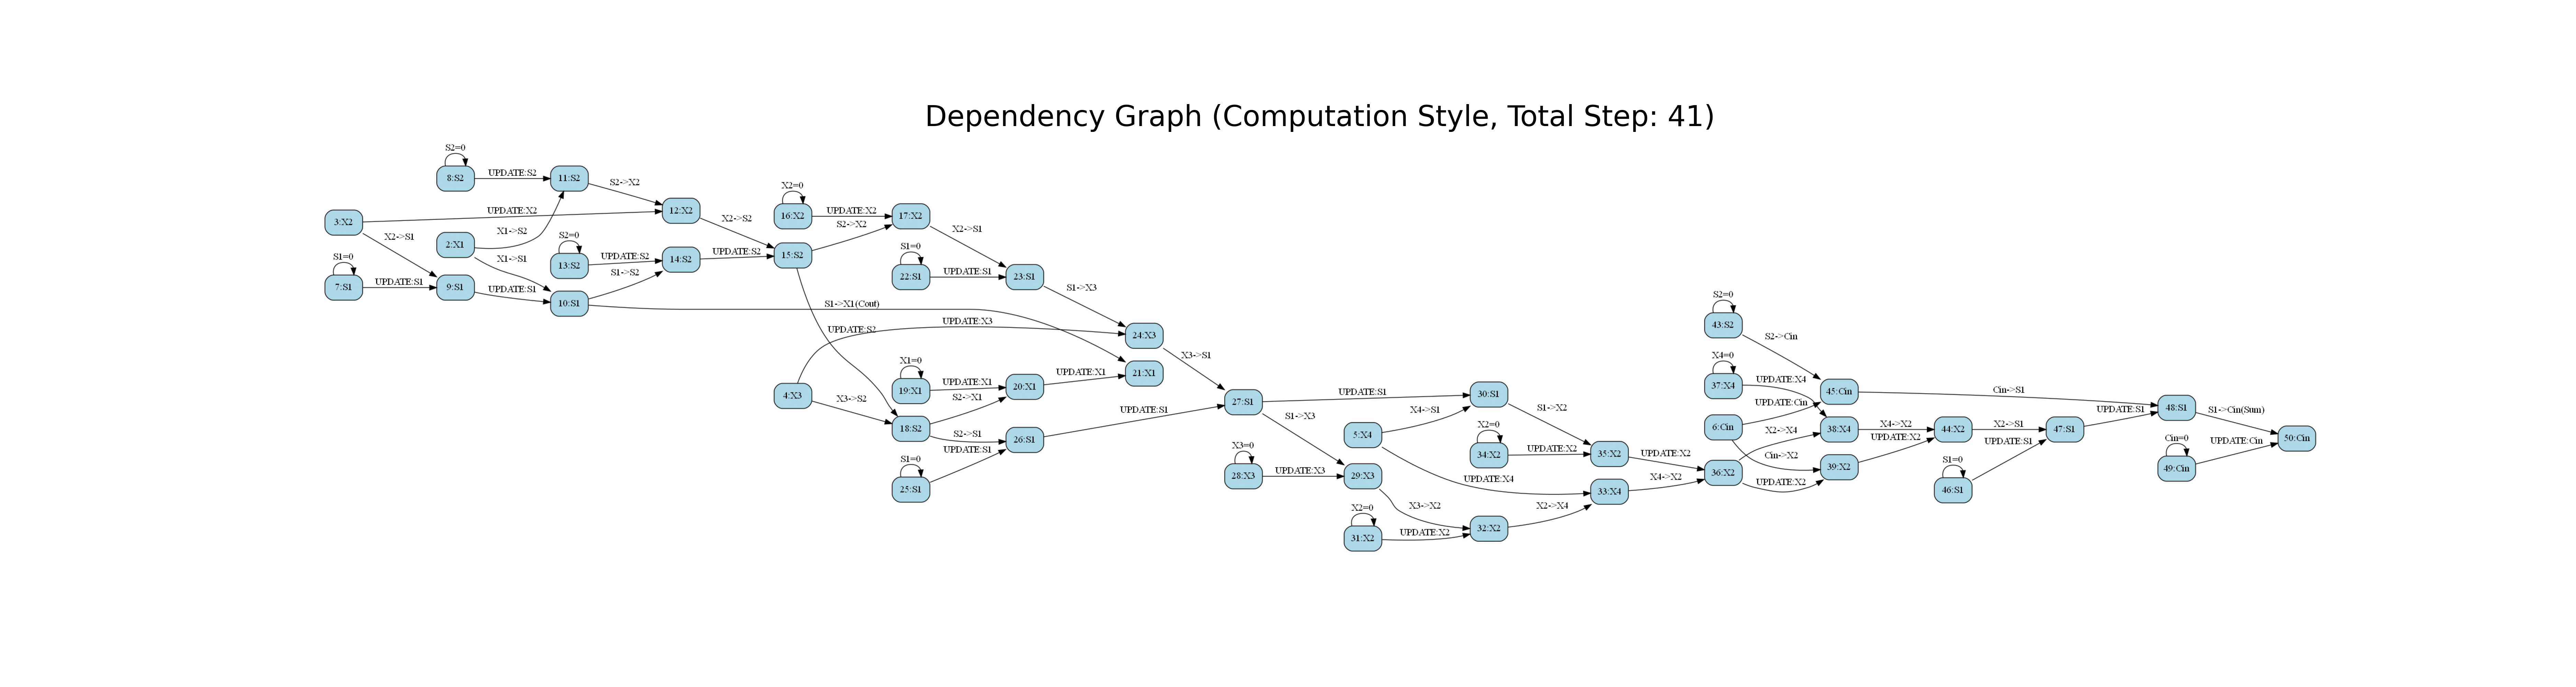 Dependency Graph (Computation Style, Total Step: 41)
S2=0
8:S2
UPDATE:S2
11:S2
S2->X2
3:X2
UPDATE:X2
12:X2
X2->S1
2:X1
X1->S2
X1->S1
S1=0
7:S1
UPDATE:S1
9:S1
UPDATE:S1
10:S1
S2=0
13:S2
UPDATE:S2
S1->S2
14:S2
UPDATE:S2
X2->S2
15:S2
X2=0
16:X2
UPDATE:X2
S2->X2
17:X2
X2->S1
S1=0
22:S1
UPDATE:S1
23:S1
S1->X3
S1->X1(Cout)
UPDATE:S2
UPDATE:X3
24:X3
X3->S1
4:X3
X3->S2
X1=0
19:X1
UPDATE:X1
S2->X1
20:X1
UPDATE:X1
21:X1
18:S2
S2->S1
UPDATE:S1
26:S1
S1=0
25:S1
UPDATE:S1
27:S1
UPDATE:S1
S1->X3
X3=0
28:X3
UPDATE:X3
29:X3
5:X4
X4->S1
30:S1
S1->X2
UPDATE:X4
X3->X2
X2=0
31:X2
UPDATE:X2
32:X2
X2->X4
X2=0
34:X2
UPDATE:X2
35:X2
UPDATE:X2
33:X4
X4->X2
36:X2
S2=0
43:S2
S2->Cin
X4=0
37:X4
UPDATE:X4
UPDATE:Cin
6:Cin
X2->X4
Cin->X2
UPDATE:X2
45:Cin
38:X4
39:X2
Cin->S1
X4->X2
UPDATE:X2
44:X2
X2->S1
UPDATE:S1
S1=0
46:S1
47:S1
UPDATE:S1
48:S1
S1->Cin(Sum)
Cin=0
49:Cin
UPDATE:Cin
50:Cin